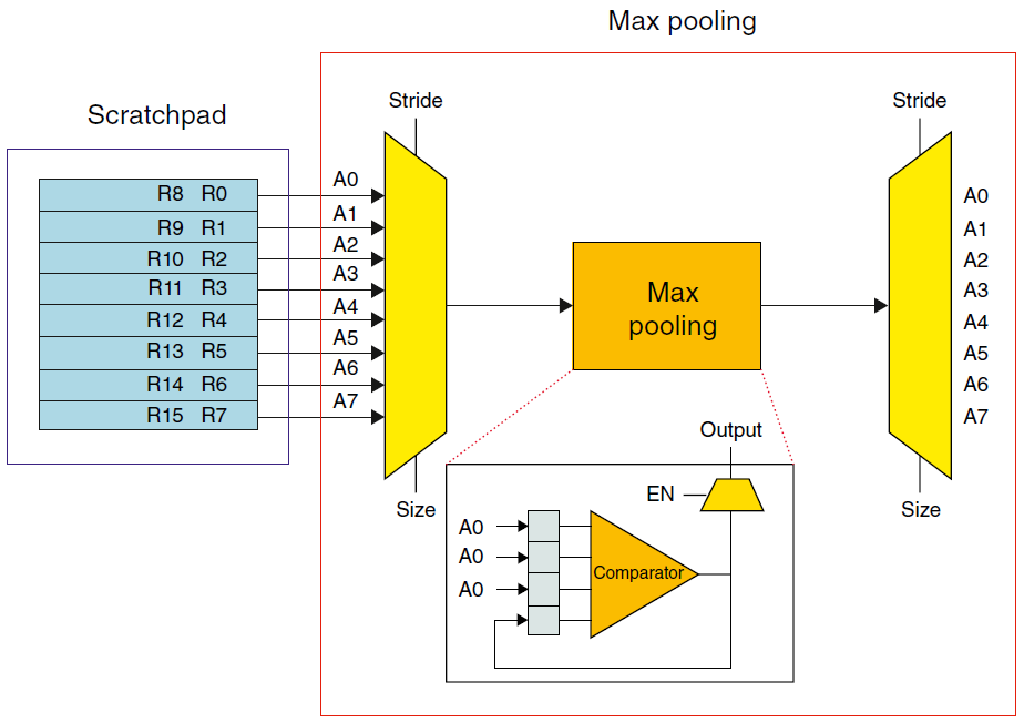 Max pooling
Scratchpad
Stride
Stride
R8 R0
R9 R1
R10 R2
R11 R3
R12 R4
R13 R5
R14 R6
R15 R7
A0
A1
A2
A3
A4
A5
A6
A7
Max
pooling
A0
A1
A2
A3
A4
A5
A6
A7
Size
Size
Output
EN
A0
A0
A0
Comparator